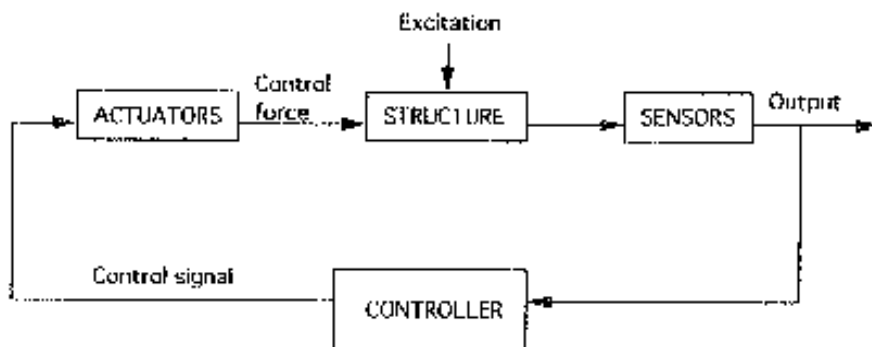 Excitation
Control
force
ACTUATORS
STRUCTURE
SENSORS
Output
Control signal
CONTROLLER